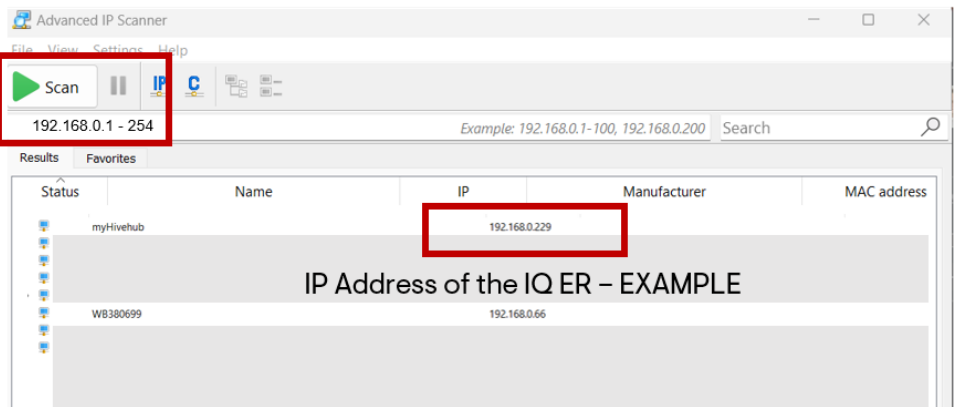 Advanced IP Scanner
File View Settings Help
Scan IP C
192.168.0.1 - 254 Example: 192.168.0.1-100, 192.168.0.200 Search
Results Favorites
Status Name IP Manufacturer MAC address
myHivehub 192.168.0.229
IP Address of the IQ ER – EXAMPLE
WB380699 192.168.0.66